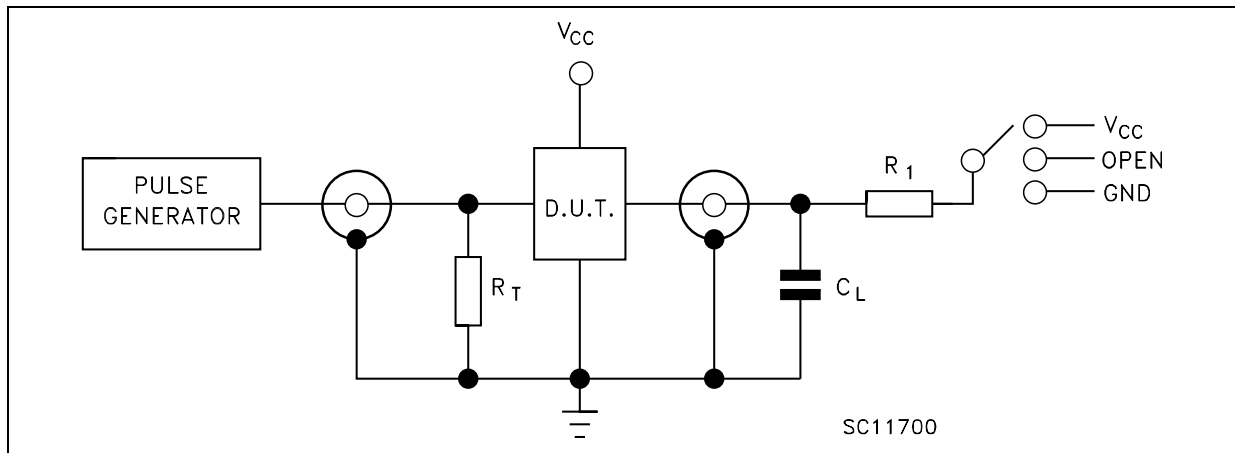 VCC
PULSE
GENERATOR
RT
D.U.T.
CL
R1
VCC
OPEN
GND
SC11700